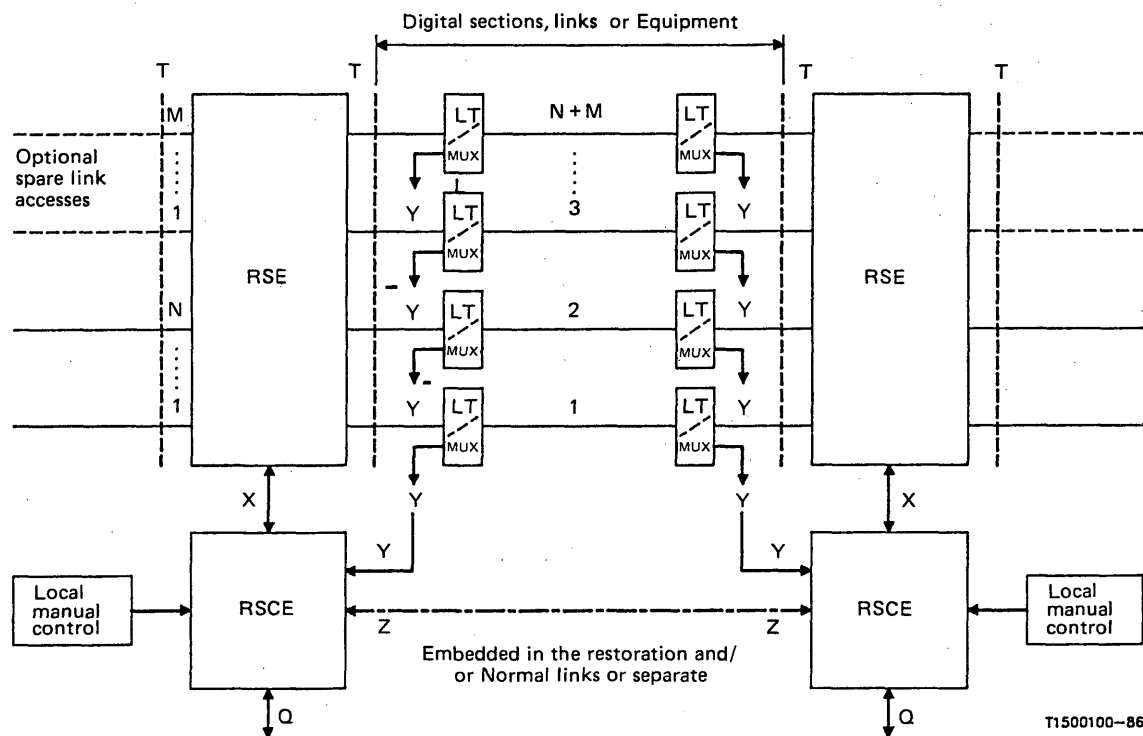 Digital sections, links or Equipment
T T T T
M LT N + M LT
MUX MUX
Optional
spare link
accesses
Y Y
1 LT 3 LT
MUX MUX
RSE RSE
Y Y
N LT 2 LT
MUX MUX
Y Y
1 LT 1 LT
MUX MUX
X Y Y X
Y Y
Local
manual
control
RSCE RSCE
Local
manual
control
Z Z
Embedded in the restoration and/
or Normal links or separate
Q Q
T1500100–86